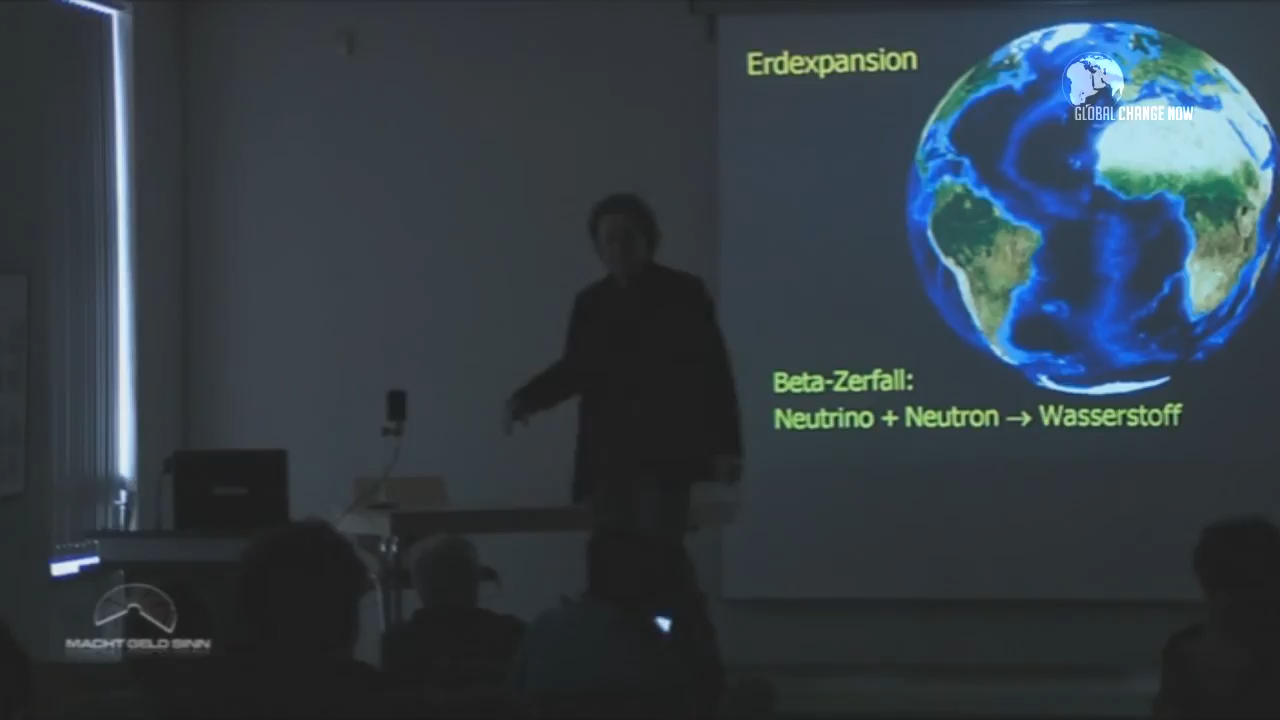 Erdexpansion
GLOBAL CHANGE NOW
Beta-Zerfall:
Neutrino + Neutron → Wasserstoff
MACHT GELD SINN